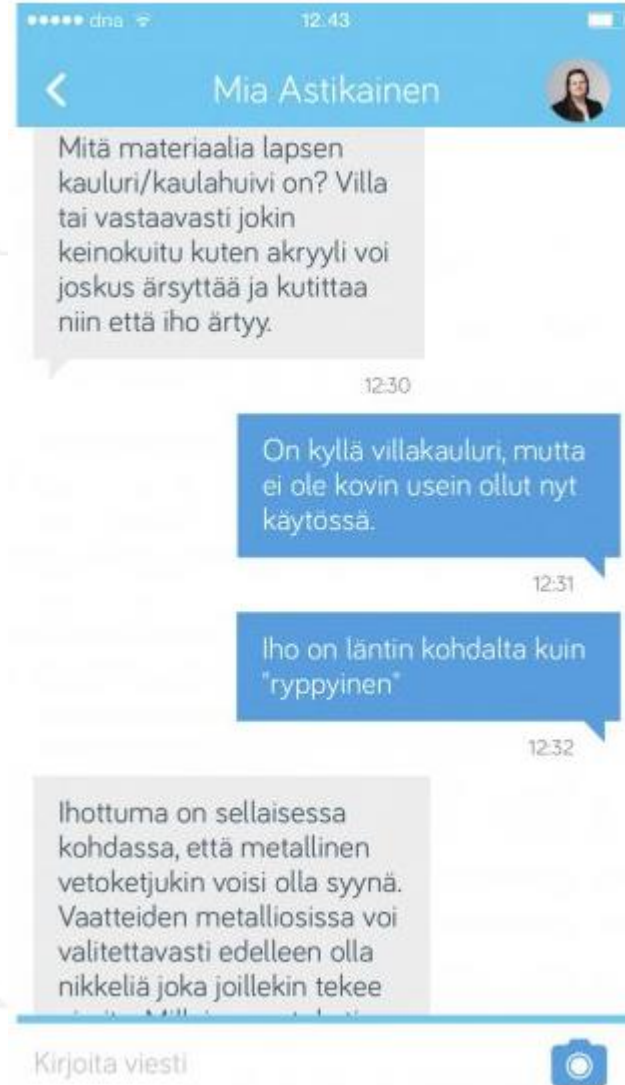 dna 12.43
Mia Astikainen
Mitä materiaalia lapsen
kauluri/kaulahuivi on? Villa
tai vastaavasti jokin
keinokuitu kuten akryyli voi
joskus ärsyttää ja kutittaa
niin että iho ärtyy.
12:30
On kyllä villakauluri, mutta
ei ole kovin usein ollut nyt
käytössä.
12:31
Iho on läntin kohdalta kuin
"ryppyinen"
12:32
Ihottuma on sellaisessa
kohdassa, että metallinen
vetoketjukin voisi olla syynä.
Vaatteiden metalliosissa voi
valitettavasti edelleen olla
nikkeliä joka joillekin tekee
Kirjoita viesti